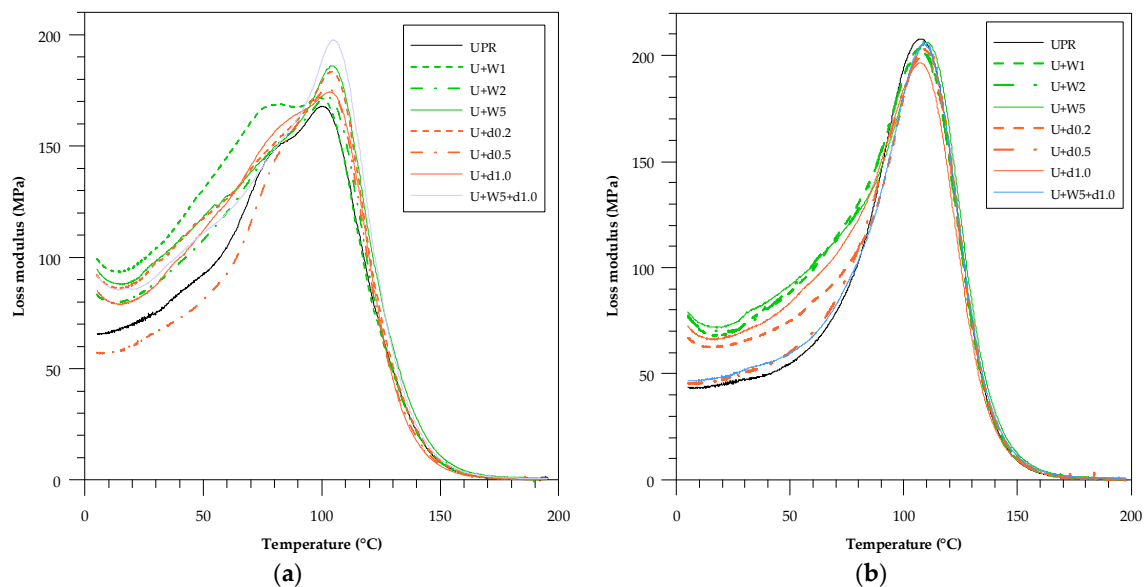 200
150
100
50
0
Loss modulus (MPa)
UPR
U+W1
U+W2
U+W5
U+d0.2
U+d0.5
U+d1.0
U+W5+d1.0
0 50 100 150 200
Temperature (°C)
(a)
200
150
100
50
0
Loss modulus (MPa)
UPR
U+W1
U+W2
U+W5
U+d0.2
U+d0.5
U+d1.0
U+W5+d1.0
0 50 100 150 200
Temperature (°C)
(b)